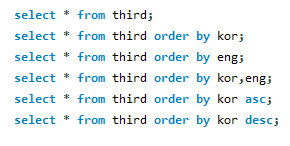 select * from third;
select * from third order by kor;
select * from third order by eng;
select * from third order by kor,eng;
select * from third order by kor asc;
select * from third order by kor desc;